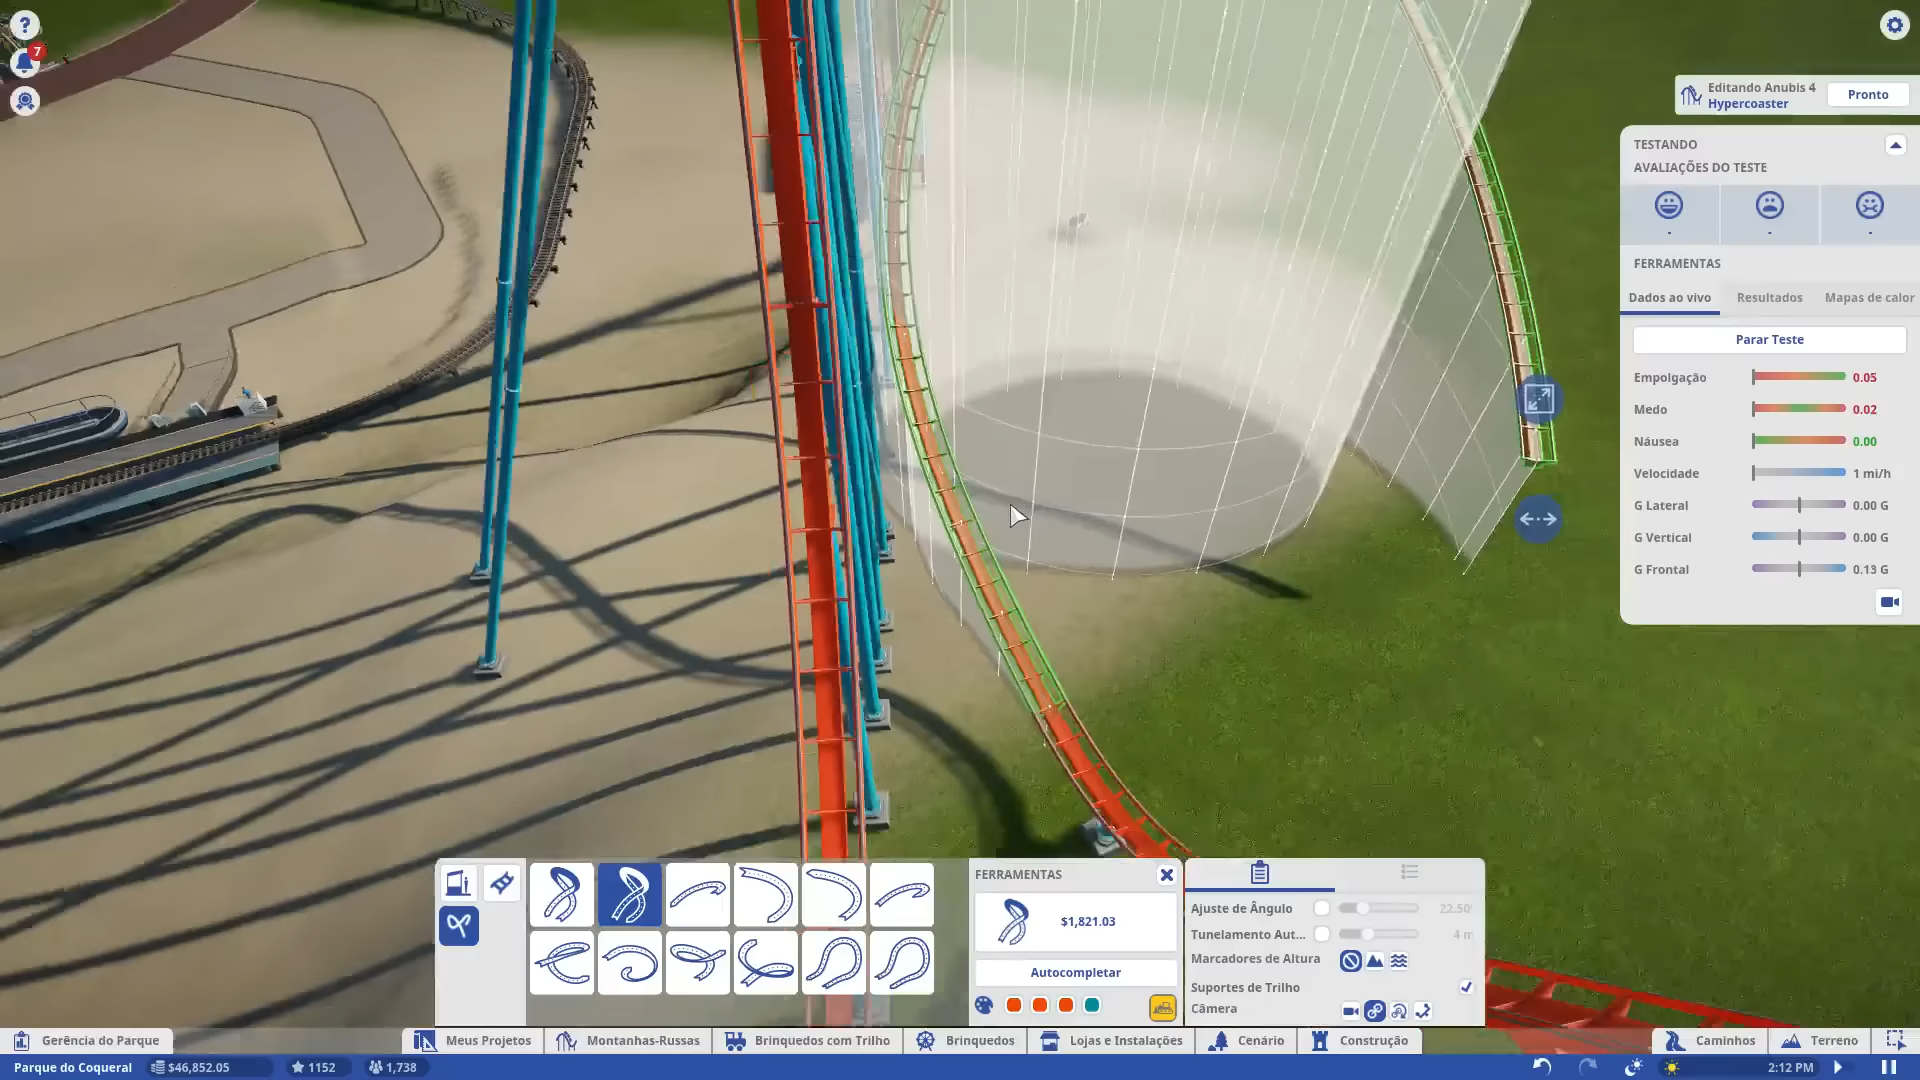 ?
7
Editando Anubis 4
Hypercoaster
Pronto
TESTANDO
AVALIAÇÕES DO TESTE
- - -
FERRAMENTAS
Dados ao vivo Resultados Mapas de calor
Parar Teste
Empolgação 0.05
Medo 0.02
Náusea 0.00
Velocidade 1 mi/h
G Lateral 0.00 G
G Vertical 0.00 G
G Frontal 0.13 G
FERRAMENTAS
$1,821.03
Autocompletar
Ajuste de Ângulo 22.50°
Tunelamento Aut... 4 m
Marcadores de Altura
Suportes de Trilho
Câmera
Gerência do Parque Meus Projetos Montanhas-Russas Brinquedos com Trilho Brinquedos Lojas e Instalações Cenário Construção Caminhos Terreno
Parque do Coqueral $46,852.05 1152 1,738 2:12 PM